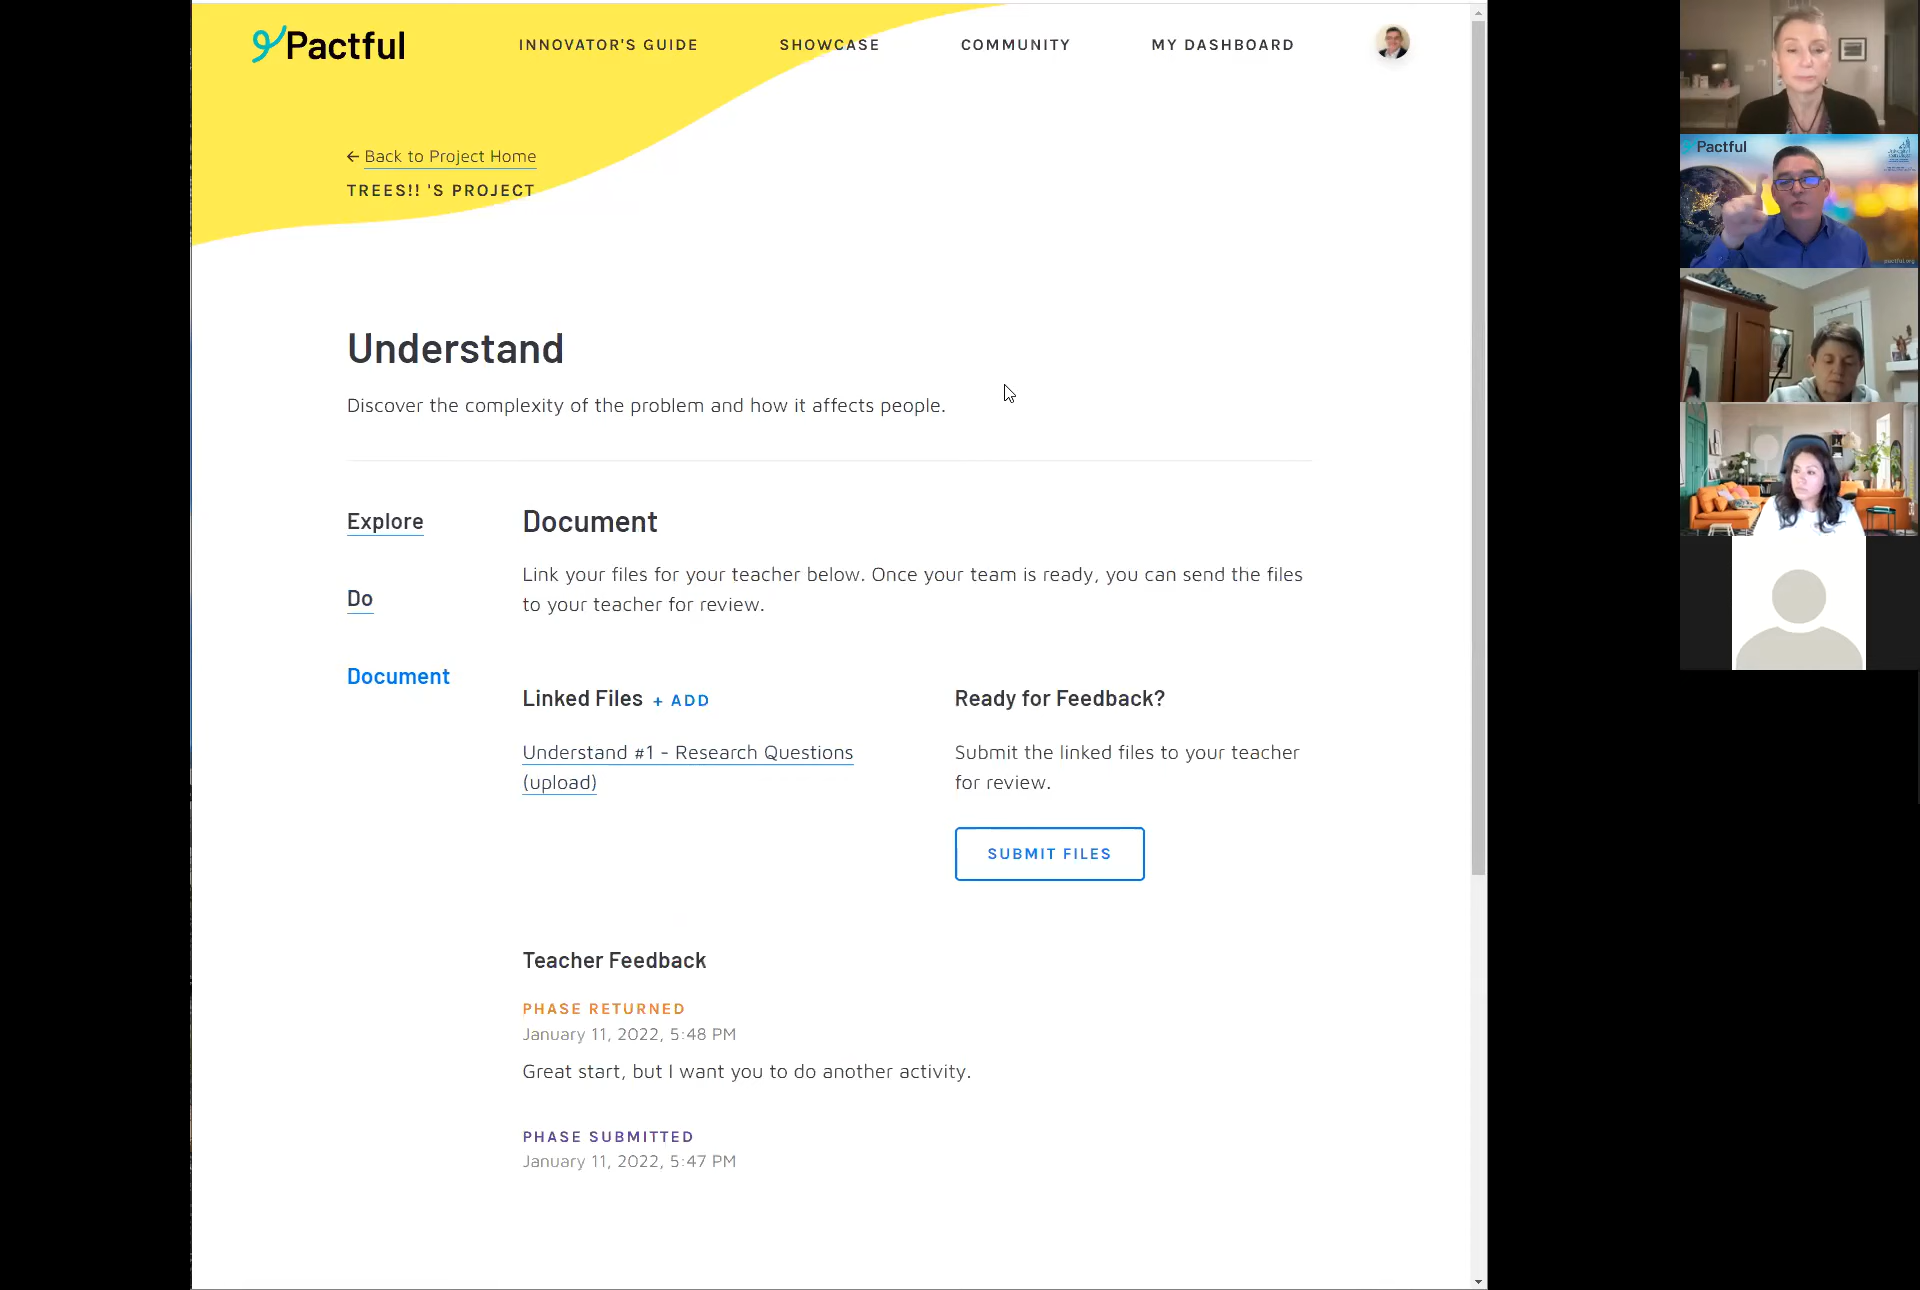 Pactful
INNOVATOR'S GUIDE
SHOWCASE
COMMUNITY
MY DASHBOARD
← Back to Project Home
TREES!! 'S PROJECT
Understand
Discover the complexity of the problem and how it affects people.
Explore
Do
Document
Document
Link your files for your teacher below. Once your team is ready, you can send the files
to your teacher for review.
Linked Files + ADD
Understand #1 - Research Questions
(upload)
Ready for Feedback?
Submit the linked files to your teacher
for review.
SUBMIT FILES
Teacher Feedback
PHASE RETURNED
January 11, 2022, 5:48 PM
Great start, but I want you to do another activity.
PHASE SUBMITTED
January 11, 2022, 5:47 PM
Pactful
pactful.org